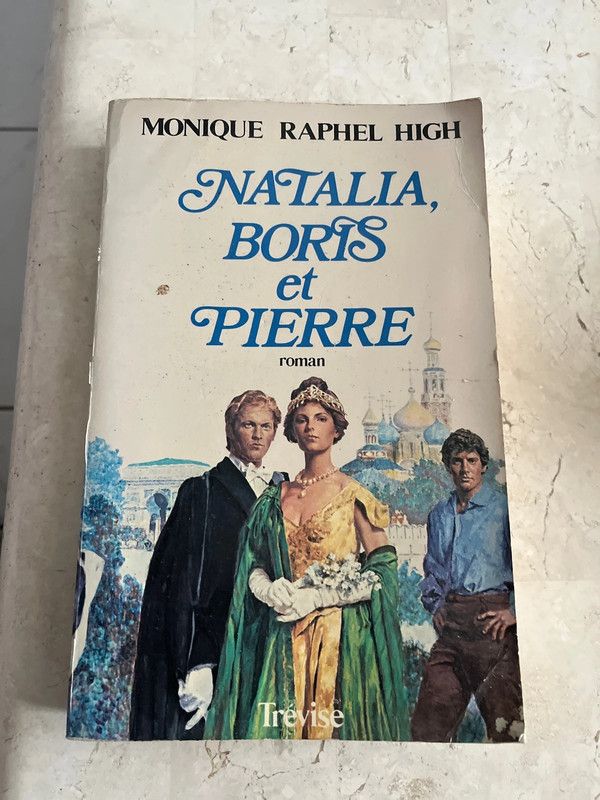 MONIQUE RAPHEL HIGH
NATALIA,
BORIS
et
PIERRE
roman
Trévise